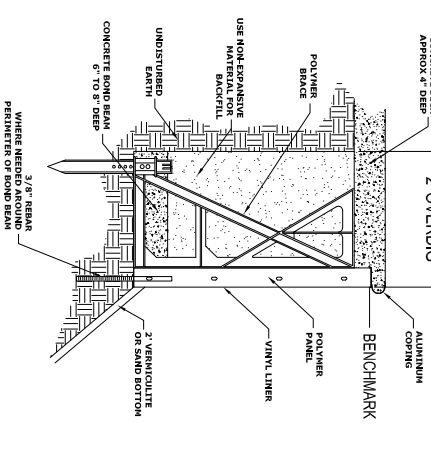 APPROX 4" DEEP
2' OVERDIG
ALUMINUM
COPING
BENCHMARK
POLYMER
BRACE
USE NON-EXPANSIVE
MATERIAL FOR
BACKFILL
UNDISTURBED
EARTH
CONCRETE BOND BEAM
6" TO 8" DEEP
POLYMER
PANEL
VINYL LINER
2' VERMICULITE
OR SAND BOTTOM
3/8" REBAR
WHERE NEEDED AROUND
PERIMETER OF BOND BEAM